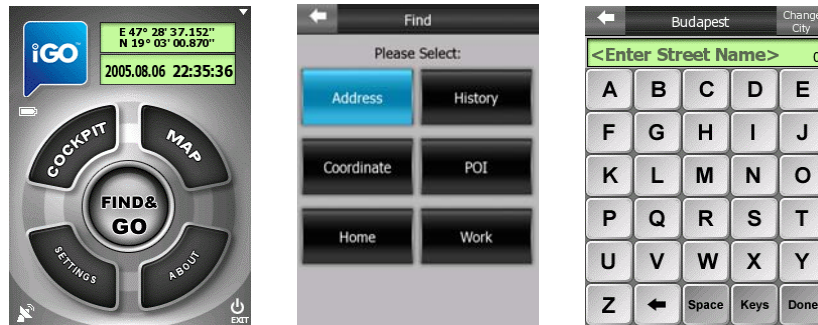 iGO
E 47° 28' 37.152"
N 19° 03' 00.870"
2005.08.06 22:35:36
COCKPIT
MAP
FIND&
GO
SETTINGS
ABOUT
EXIT
Find
Please Select:
Address
History
Coordinate
POI
Home
Work
Budapest
Change
City
<Enter Street Name>
A B C D E
F G H I J
K L M N O
P Q R S T
U V W X Y
Z Space Keys Done